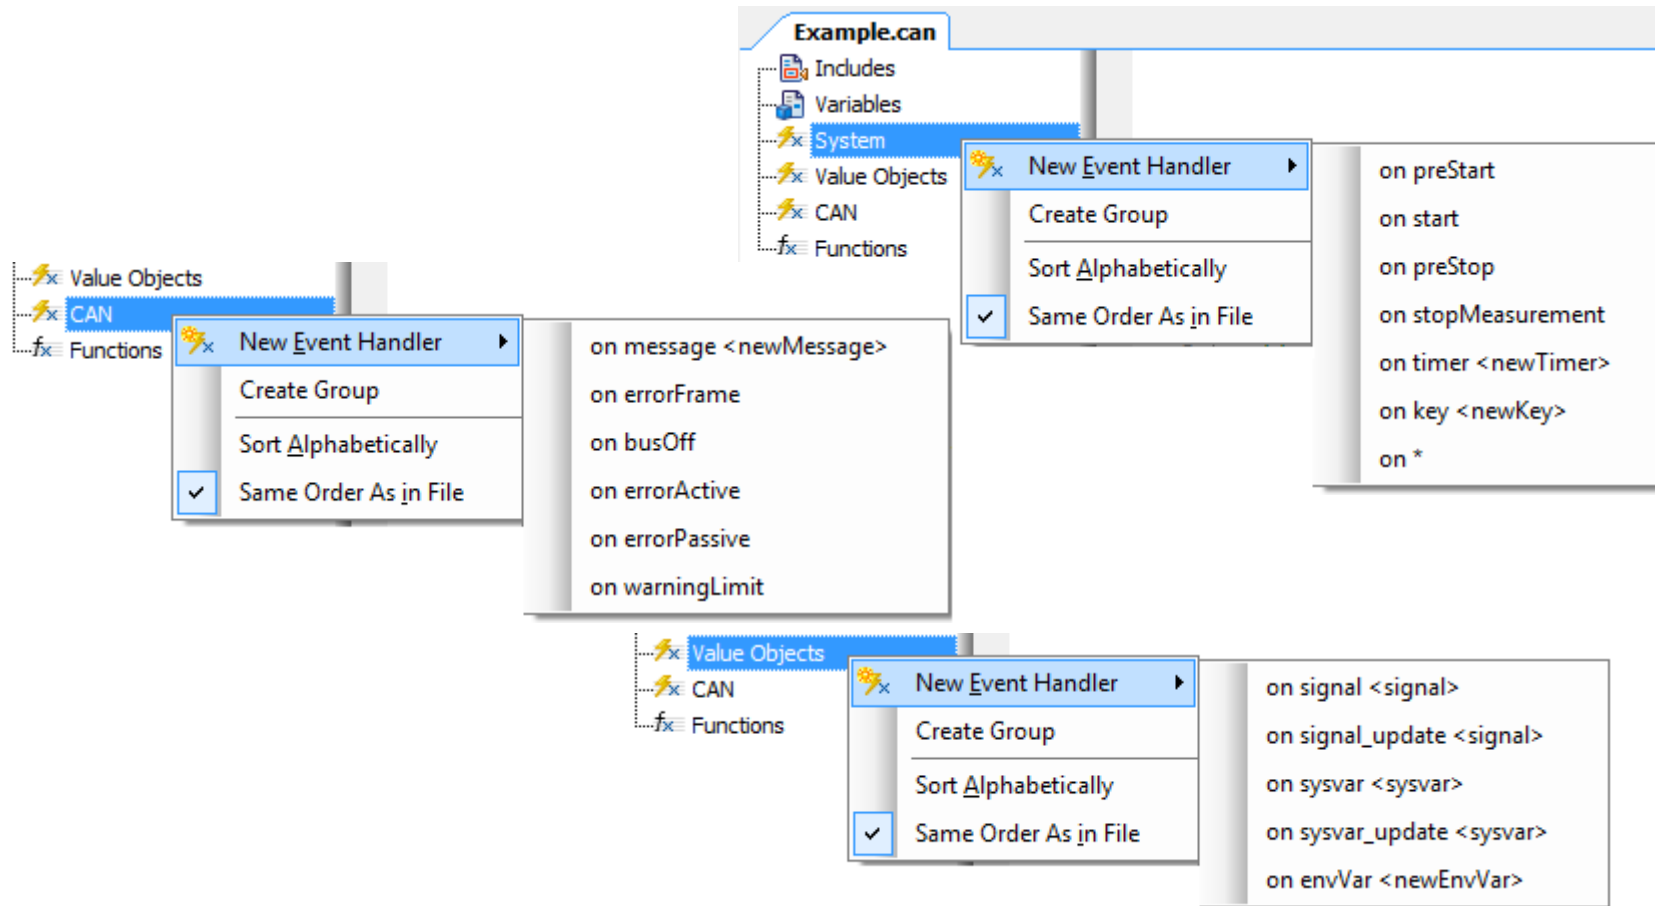 Example.can
Includes
Variables
System
Value Objects
CAN
Functions
New Event Handler
Create Group
Sort Alphabetically
Same Order As in File
on preStart
on start
on preStop
on stopMeasurement
on timer <newTimer>
on key <newKey>
on *
Value Objects
CAN
Functions
New Event Handler
Create Group
Sort Alphabetically
Same Order As in File
on message <newMessage>
on errorFrame
on busOff
on errorActive
on errorPassive
on warningLimit
Value Objects
CAN
Functions
New Event Handler
Create Group
Sort Alphabetically
Same Order As in File
on signal <signal>
on signal_update <signal>
on sysvar <sysvar>
on sysvar_update <sysvar>
on envVar <newEnvVar>